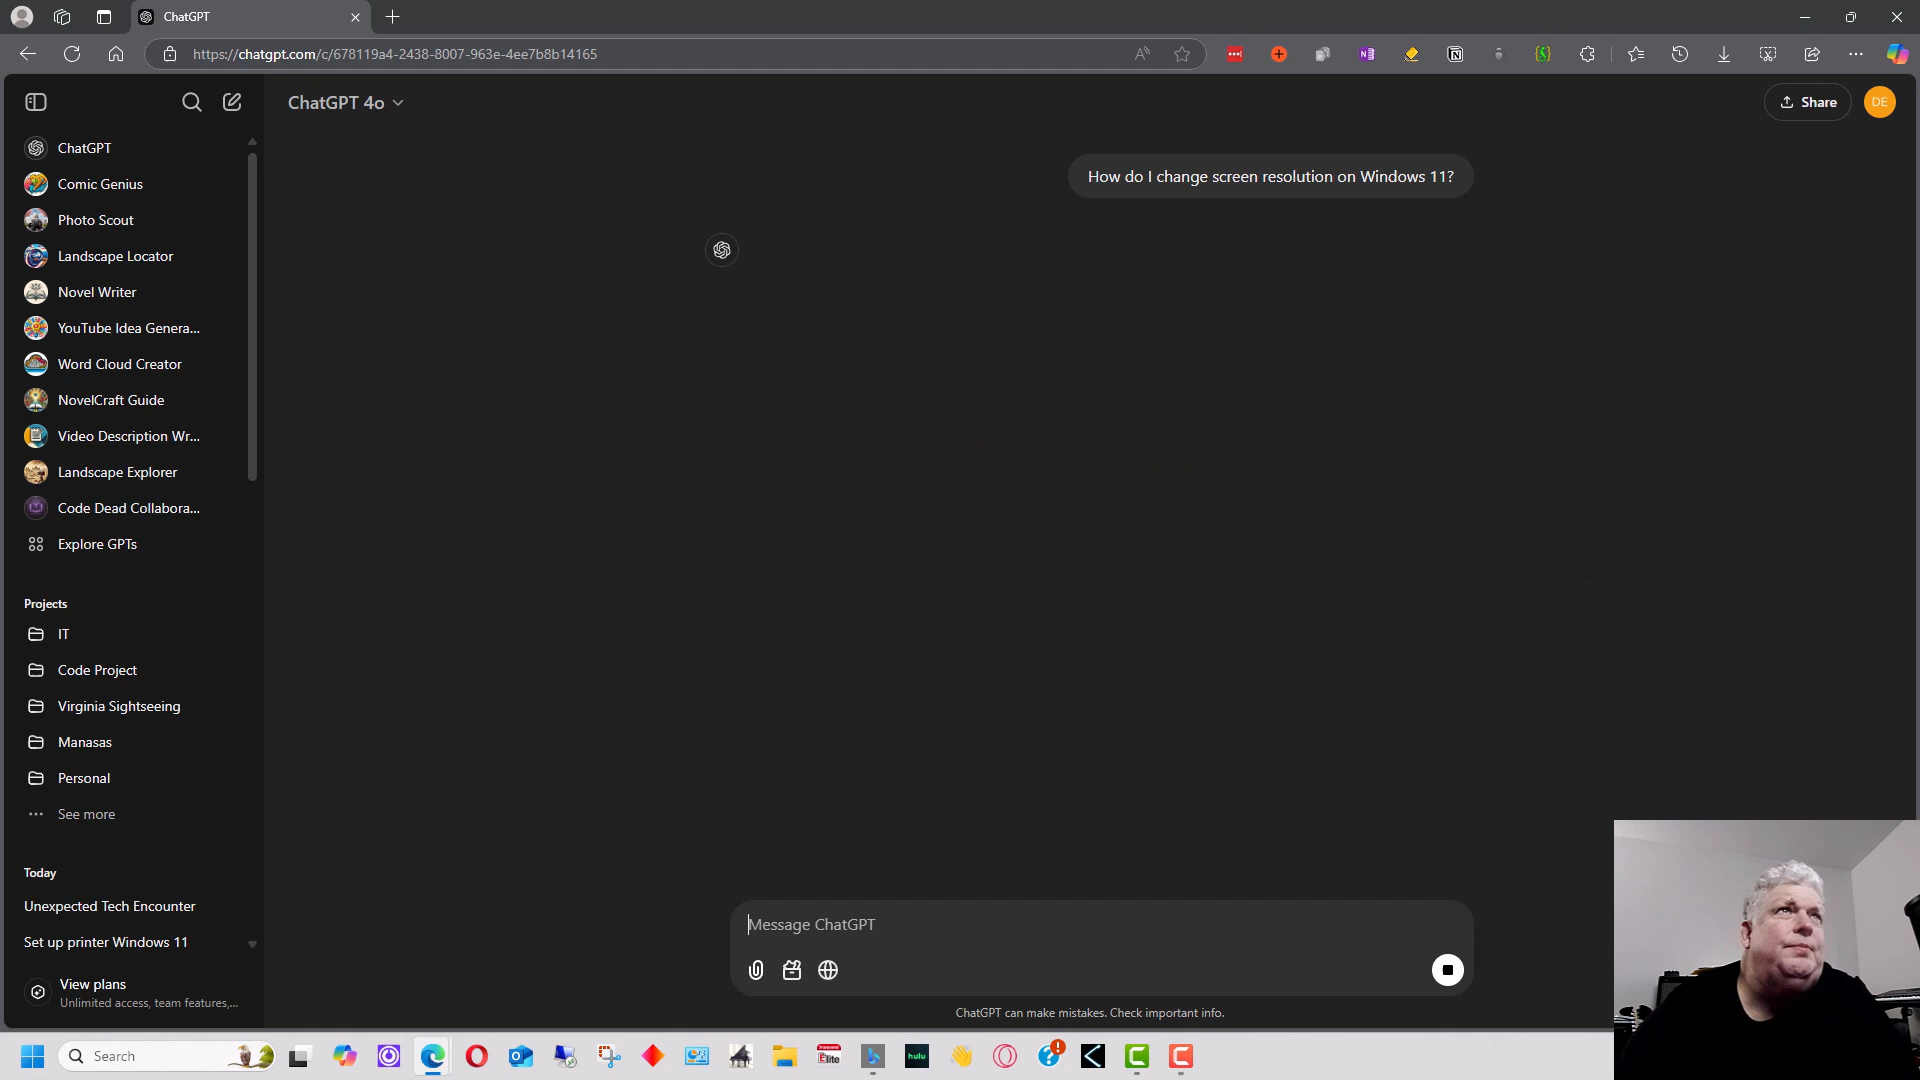 ChatGPT
https://chatgpt.com/c/678119a4-2438-8007-963e-4ee7b8b14165
ChatGPT 4o
Share
DE
ChatGPT
Comic Genius
Photo Scout
Landscape Locator
Novel Writer
YouTube Idea Genera...
Word Cloud Creator
NovelCraft Guide
Video Description Wr...
Landscape Explorer
Code Dead Collabora...
Explore GPTs
Projects
IT
Code Project
Virginia Sightseeing
Manasas
Personal
See more
Today
Unexpected Tech Encounter
Set up printer Windows 11
View plans
Unlimited access, team features,...
How do I change screen resolution on Windows 11?
Message ChatGPT
ChatGPT can make mistakes. Check important info.
Search
Elite
hulu